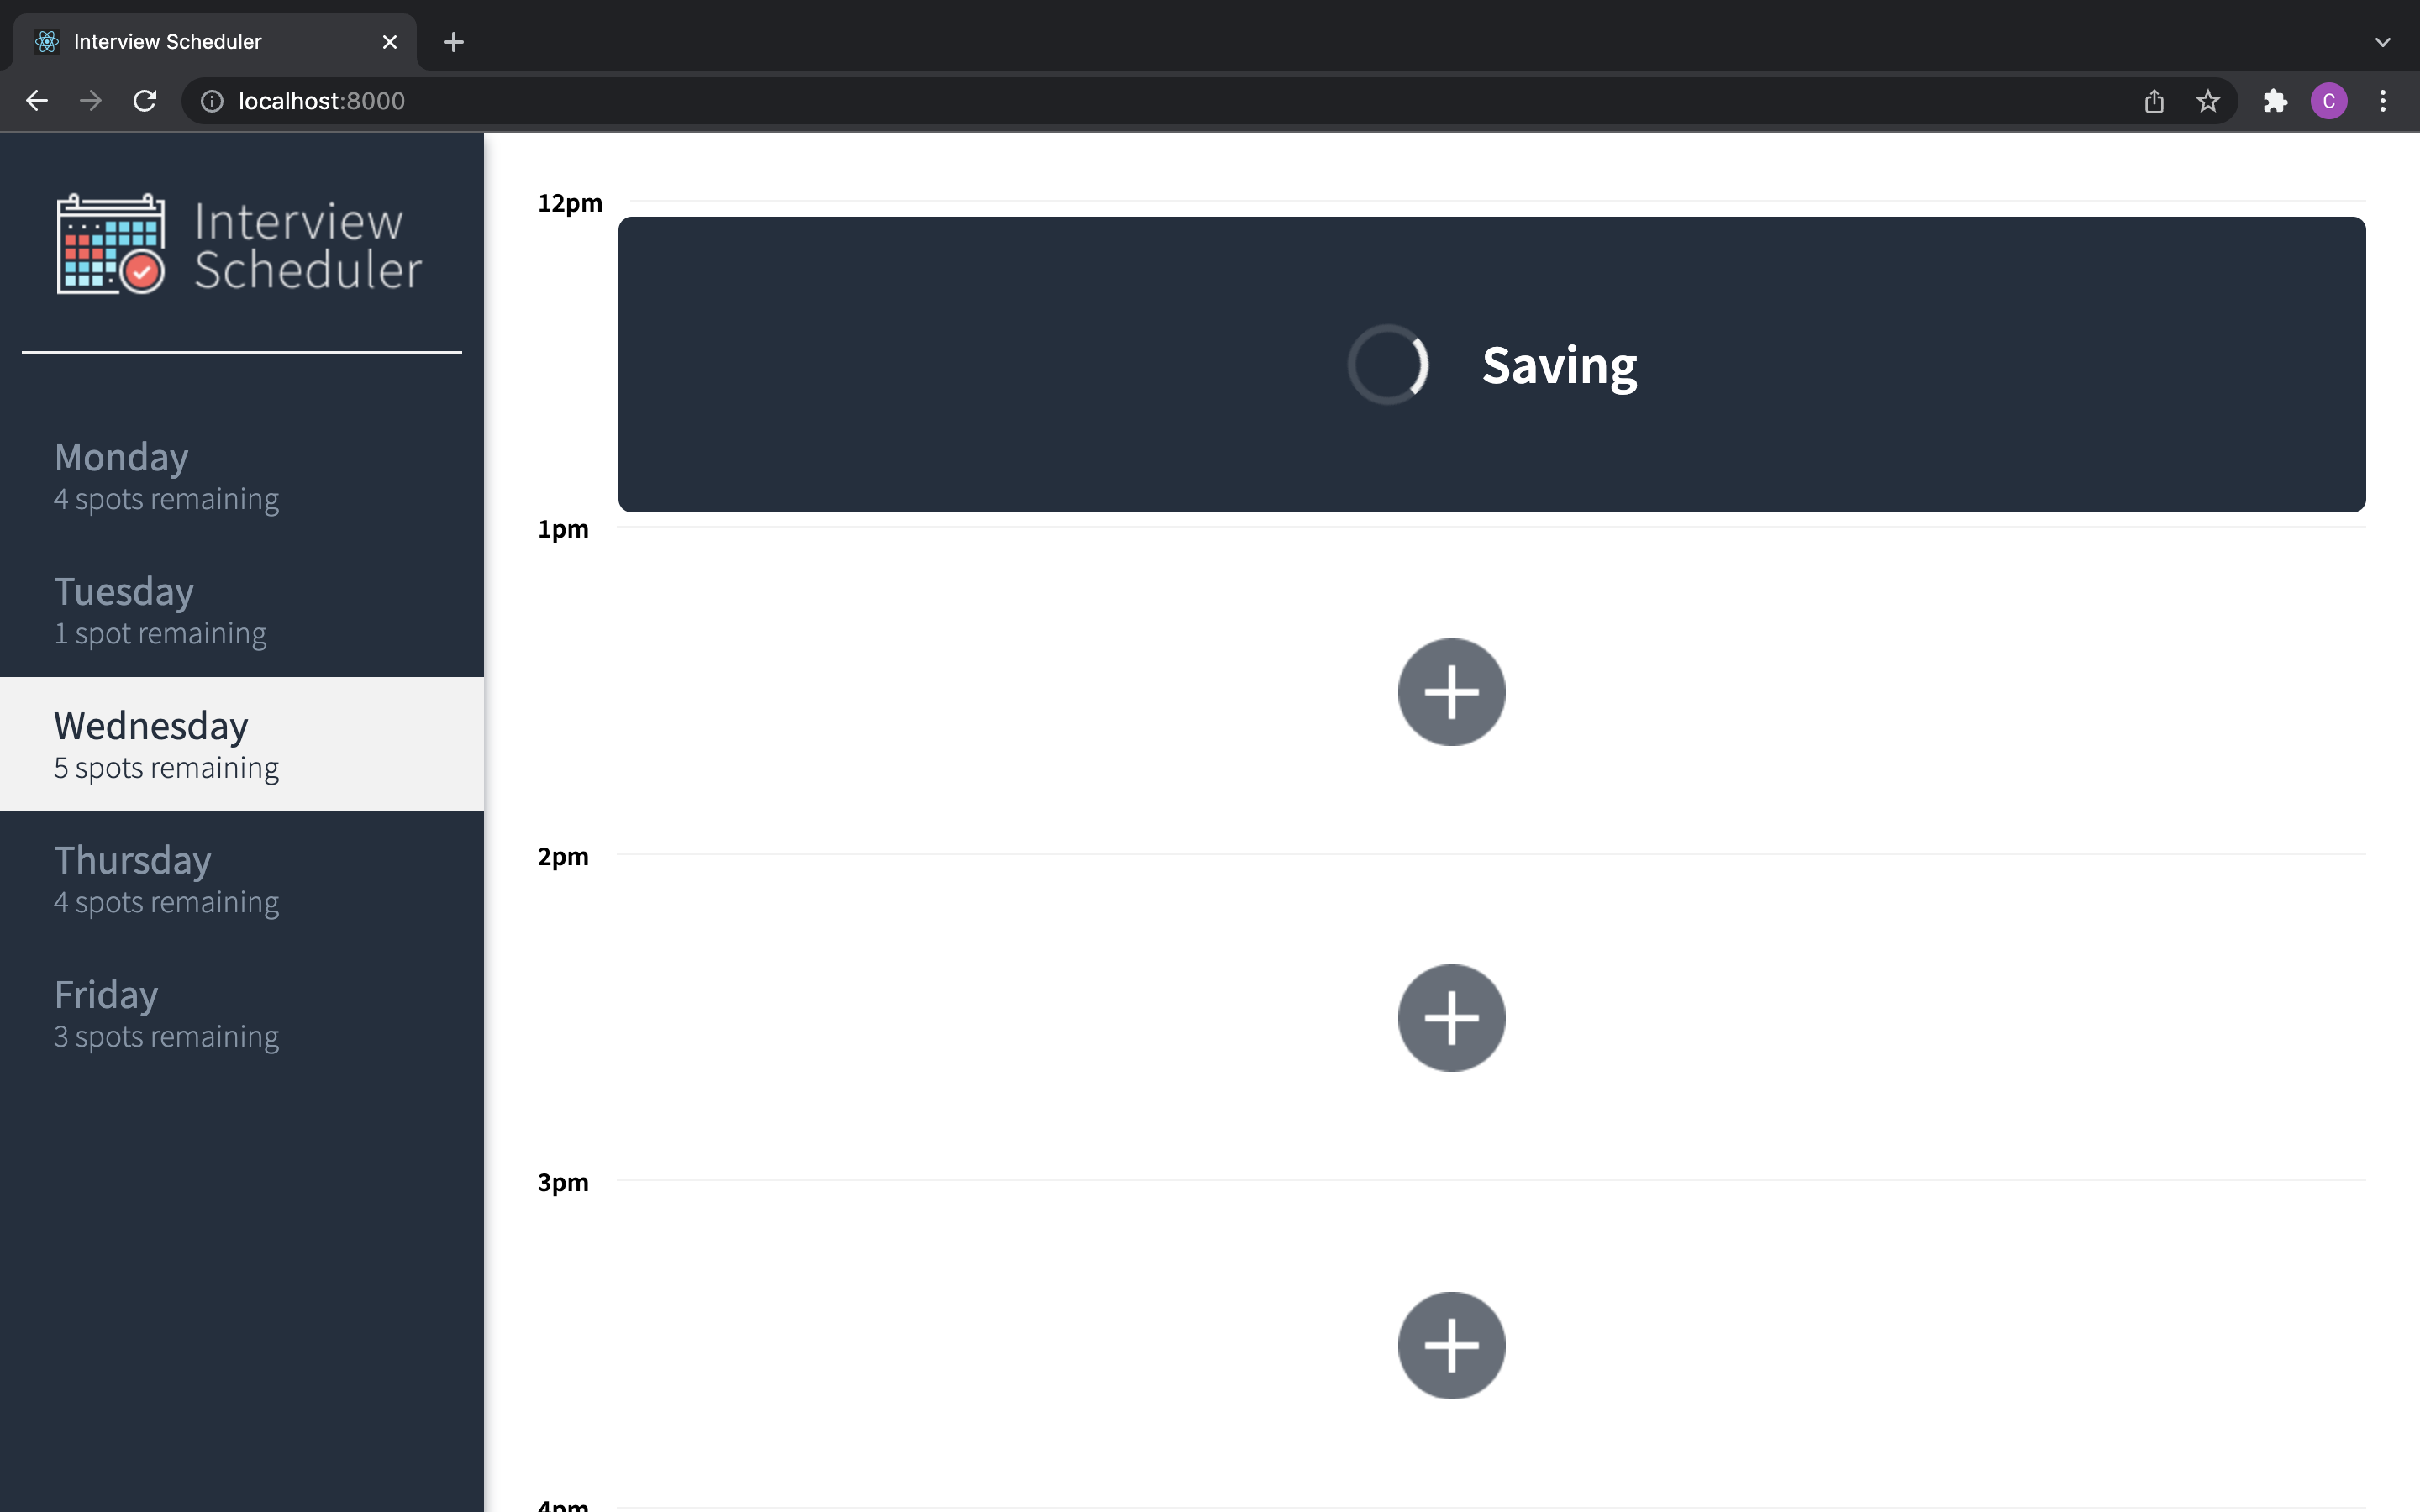 Interview Scheduler
localhost:8000
C
Interview
Scheduler
Monday
4 spots remaining
Tuesday
1 spot remaining
Wednesday
5 spots remaining
Thursday
4 spots remaining
Friday
3 spots remaining
12pm
Saving
1pm
2pm
3pm
4pm